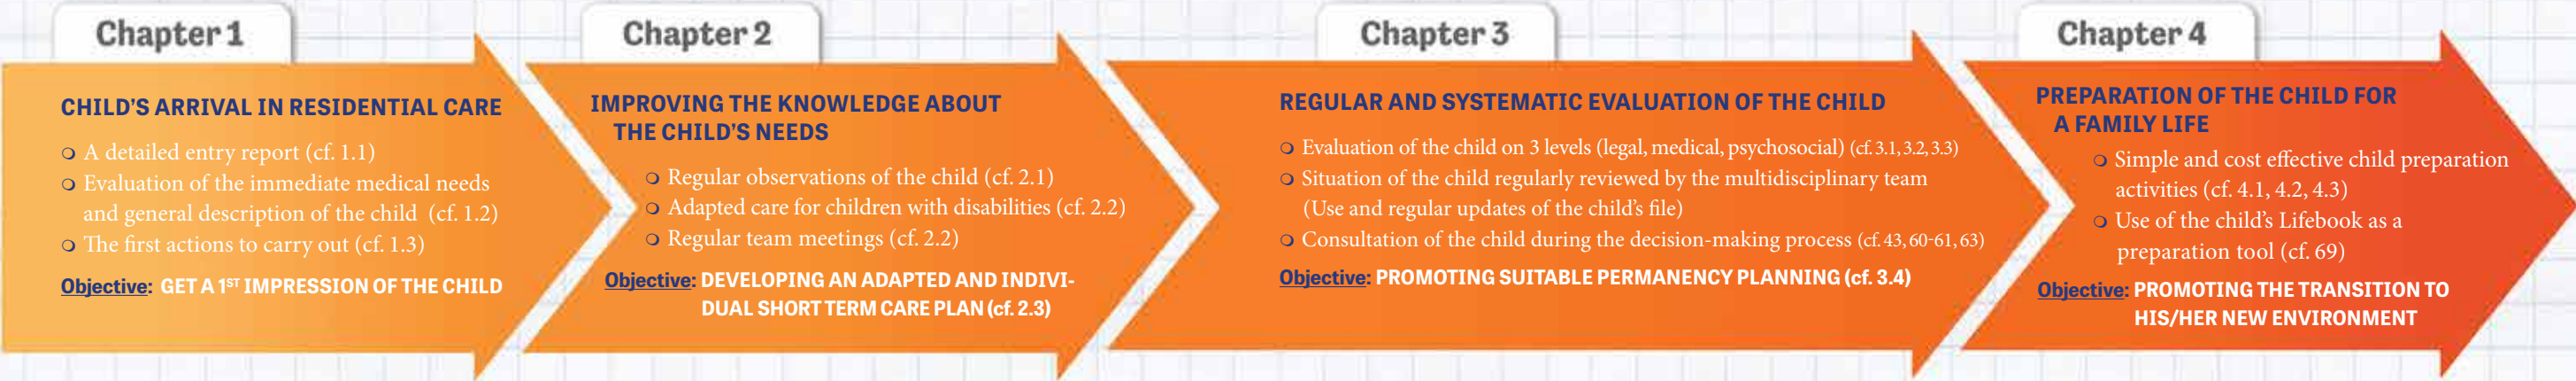 Chapter 1
CHILD'S ARRIVAL IN RESIDENTIAL CARE
❍ A detailed entry report (cf. 1.1)
❍ Evaluation of the immediate medical needs
and general description of the child (cf. 1.2)
❍ The first actions to carry out (cf. 1.3)
Objective: GET A 1ST IMPRESSION OF THE CHILD
Chapter 2
IMPROVING THE KNOWLEDGE ABOUT
THE CHILD'S NEEDS
❍ Regular observations of the child (cf. 2.1)
❍ Adapted care for children with disabilities (cf. 2.2)
❍ Regular team meetings (cf. 2.2)
Objective: DEVELOPING AN ADAPTED AND INDIVI-
DUAL SHORT TERM CARE PLAN (cf. 2.3)
Chapter 3
REGULAR AND SYSTEMATIC EVALUATION OF THE CHILD
❍ Evaluation of the child on 3 levels (legal, medical, psychosocial) (cf. 3.1, 3.2, 3.3)
❍ Situation of the child regularly reviewed by the multidisciplinary team
(Use and regular updates of the child's file)
❍ Consultation of the child during the decision-making process (cf. 43, 60-61, 63)
Objective: PROMOTING SUITABLE PERMANENCY PLANNING (cf. 3.4)
Chapter 4
PREPARATION OF THE CHILD FOR
A FAMILY LIFE
❍ Simple and cost effective child preparation
activities (cf. 4.1, 4.2, 4.3)
❍ Use of the child's Lifebook as a
preparation tool (cf. 69)
Objective: PROMOTING THE TRANSITION TO
HIS/HER NEW ENVIRONMENT